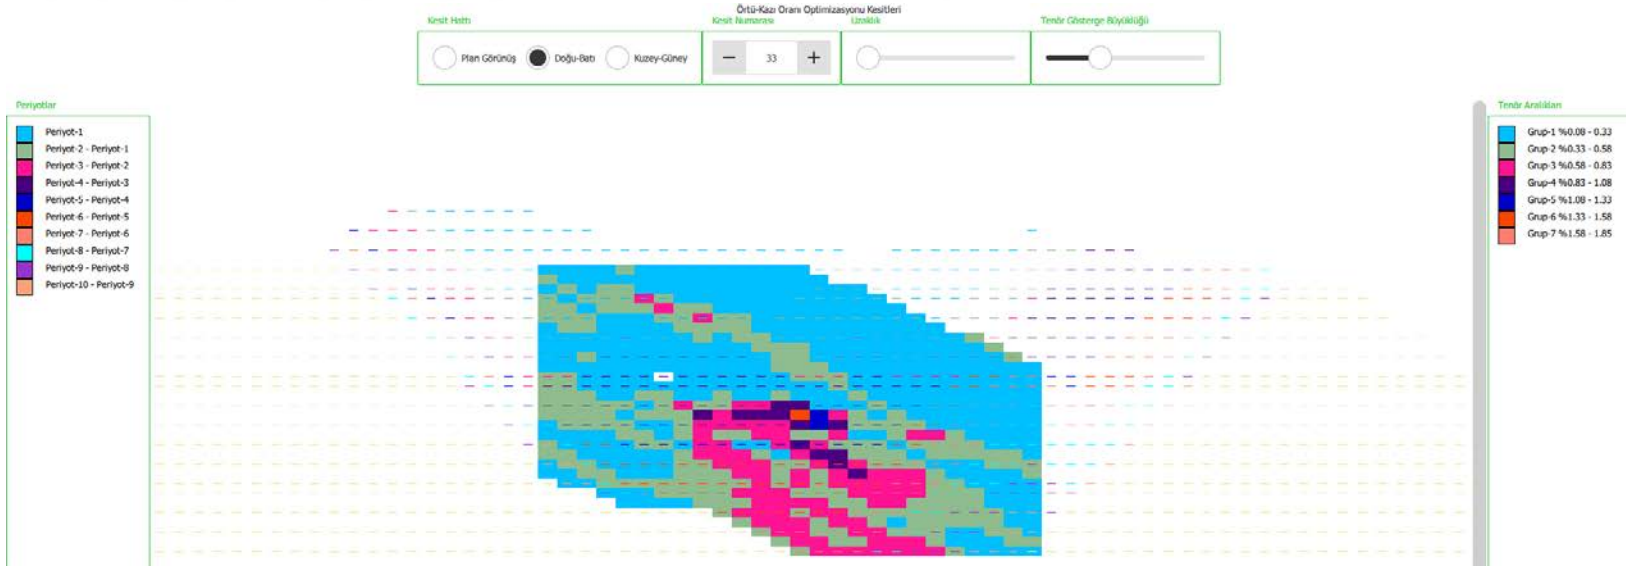 Örtü-Kazı Oranı Optimizasyonu Kesitleri
Kesit Hattı
Kesit Numarası
Uzaklık
Tenör Gösterge Büyüklüğü
Plan Görünüş
Doğu-Batı
Kuzey-Güney
− 33 +
Periyotlar
Periyot-1
Periyot-2 - Periyot-1
Periyot-3 - Periyot-2
Periyot-4 - Periyot-3
Periyot-5 - Periyot-4
Periyot-6 - Periyot-5
Periyot-7 - Periyot-6
Periyot-8 - Periyot-7
Periyot-9 - Periyot-8
Periyot-10 - Periyot-9
Tenör Aralıkları
Grup-1 %0.08 - 0.33
Grup-2 %0.33 - 0.58
Grup-3 %0.58 - 0.83
Grup-4 %0.83 - 1.08
Grup-5 %1.08 - 1.33
Grup-6 %1.33 - 1.58
Grup-7 %1.58 - 1.85